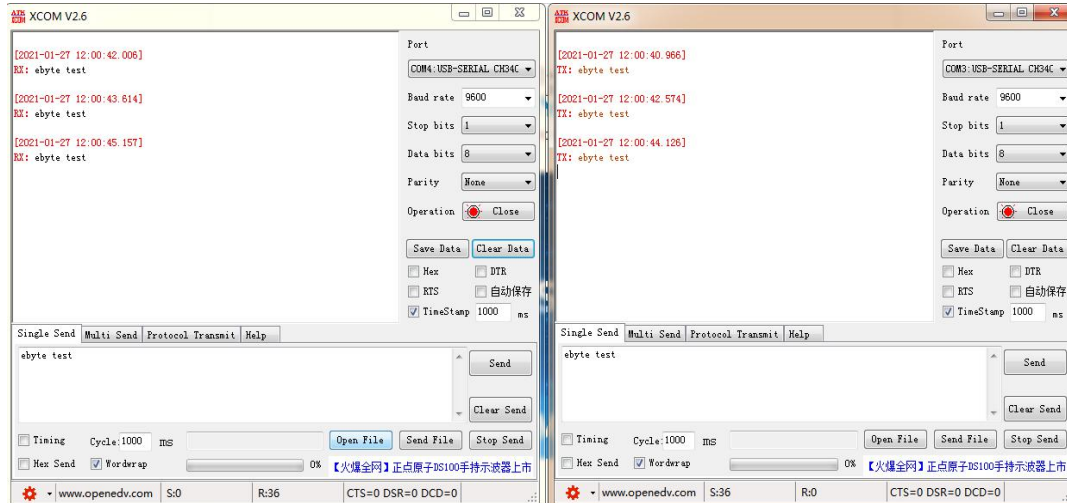 XCOM V2.6
[2021-01-27 12:00:42.006]
RX: ebyte test
[2021-01-27 12:00:43.614]
RX: ebyte test
[2021-01-27 12:00:45.157]
RX: ebyte test
Port
COM4:USB-SERIAL CH34C
Baud rate 9600
Stop bits 1
Data bits 8
Parity None
Operation Close
Save Data Clear Data
Hex DTR
RTS 自动保存
TimeStamp 1000 ms
Single Send Multi Send Protocol Transmit Help
ebyte test
Send
Clear Send
Timing Cycle:1000 ms Open File Send File Stop Send
Hex Send Wordwrap 0% 【火爆全网】正点原子DS100手持示波器上市
www.openedv.com S:0 R:36 CTS=0 DSR=0 DCD=0
XCOM V2.6
[2021-01-27 12:00:40.966]
TX: ebyte test
[2021-01-27 12:00:42.574]
TX: ebyte test
[2021-01-27 12:00:44.126]
TX: ebyte test
Port
COM3:USB-SERIAL CH34C
Baud rate 9600
Stop bits 1
Data bits 8
Parity None
Operation Close
Save Data Clear Data
Hex DTR
RTS 自动保存
TimeStamp 1000 ms
Single Send Multi Send Protocol Transmit Help
ebyte test
Send
Clear Send
Timing Cycle:1000 ms Open File Send File Stop Send
Hex Send Wordwrap 0% 【火爆全网】正点原子DS100手持示波器上市
www.openedv.com S:36 R:0 CTS=0 DSR=0 DCD=0